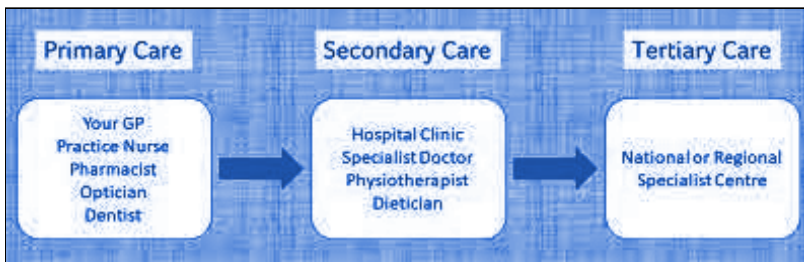 Primary Care
Your GP
Practice Nurse
Pharmacist
Optician
Dentist
Secondary Care
Hospital Clinic
Specialist Doctor
Physiotherapist
Dietician
Tertiary Care
National or Regional
Specialist Centre